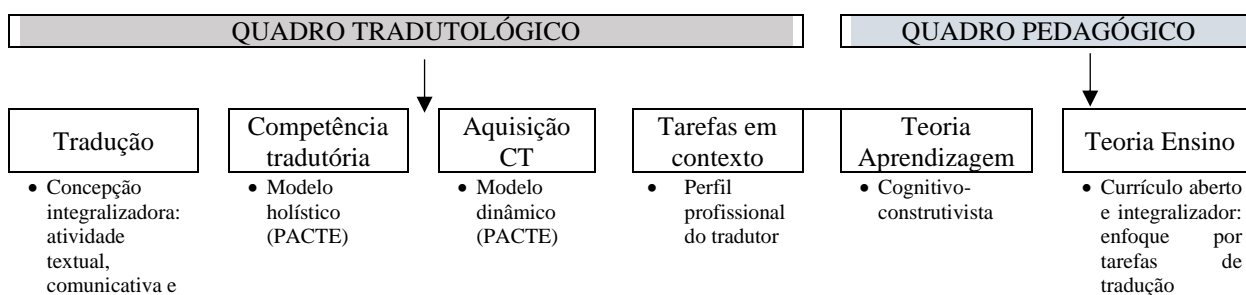 QUADRO TRADUTOLÓGICO
QUADRO PEDAGÓGICO
Tradução
Competência
tradutória
Aquisição
CT
Tarefas em
contexto
Teoria
Aprendizagem
Teoria Ensino
• Concepção
integralizadora:
atividade
textual,
comunicativa e
• Modelo
holístico
(PACTE)
• Modelo
dinâmico
(PACTE)
• Perfil
profissional
do tradutor
• Cognitivo-
construtivista
• Currículo aberto
e integralizador:
enfoque por
tarefas de
tradução